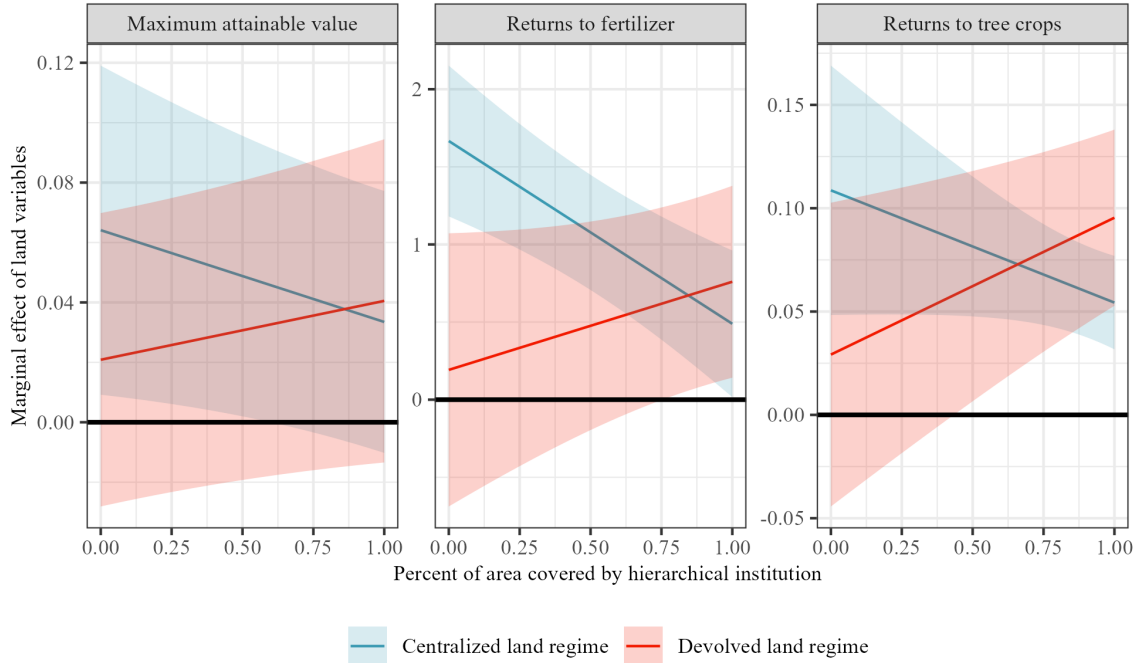 Maximum attainable value
Returns to fertilizer
Returns to tree crops
Marginal effect of land variables
0.12
0.08
0.04
0.00
2
1
0
0.15
0.10
0.05
0.00
-0.05
0.00 0.25 0.50 0.75 1.00
0.00 0.25 0.50 0.75 1.00
0.00 0.25 0.50 0.75 1.00
Percent of area covered by hierarchical institution
Centralized land regime
Devolved land regime